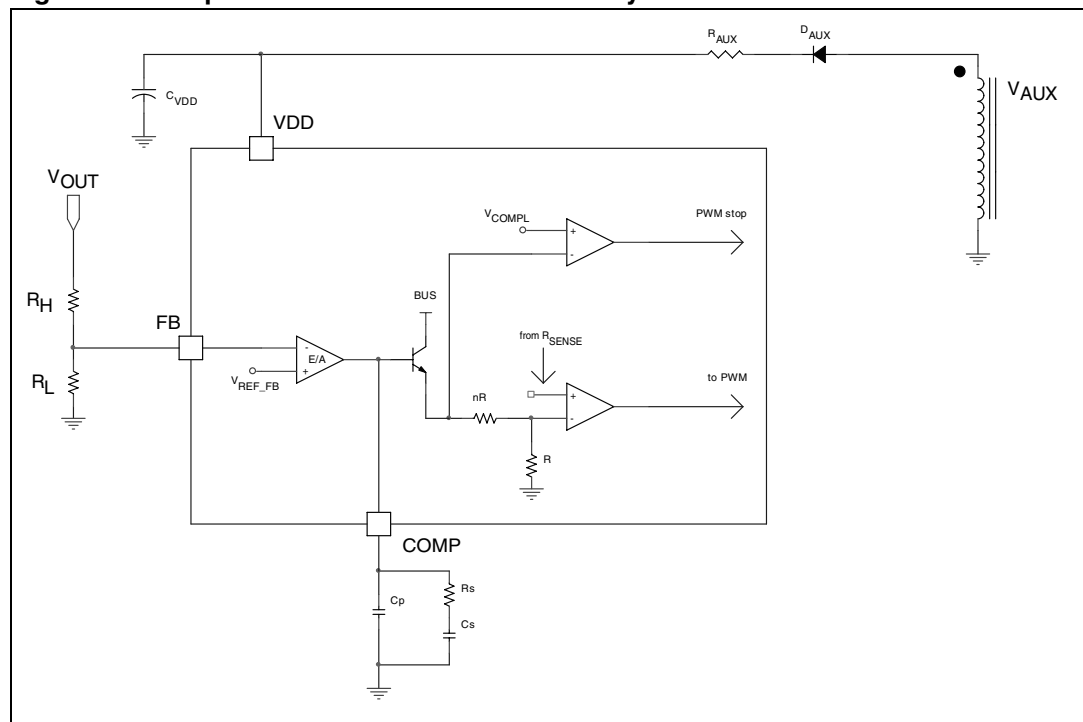 R_AUX
D_AUX
C_VDD
V_AUX
VDD
V_OUT
V_COMPL
PWM stop
+
-
R_H
BUS
FB
from R_SENSE
-
E/A
+
V_REF_FB
to PWM
+
-
R_L
nR
R
COMP
Rs
Cp
Cs